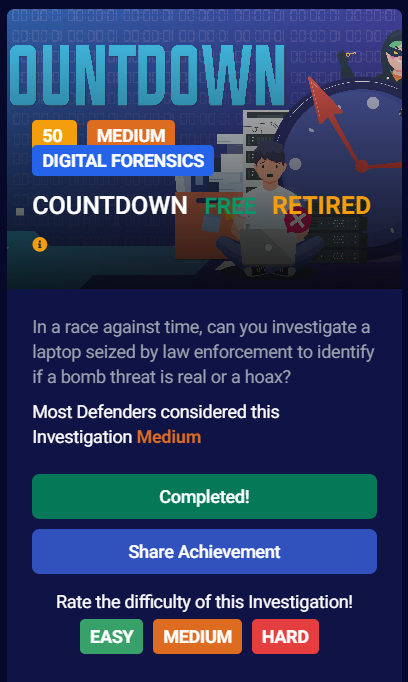 OUNTDOWN
50 MEDIUM
DIGITAL FORENSICS
COUNTDOWN FREE RETIRED
i
In a race against time, can you investigate a
laptop seized by law enforcement to identify
if a bomb threat is real or a hoax?
Most Defenders considered this
Investigation Medium
Completed!
Share Achievement
Rate the difficulty of this Investigation!
EASY MEDIUM HARD